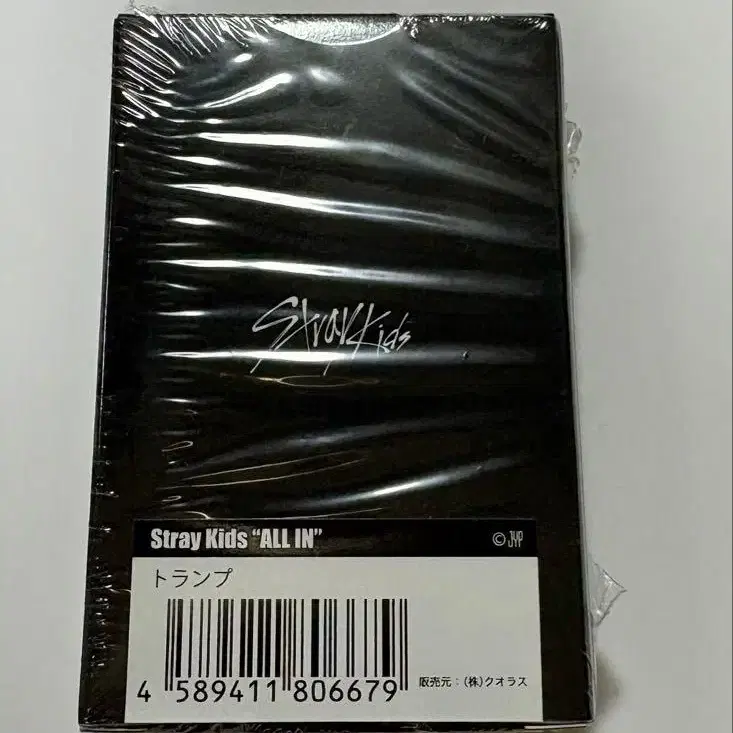 Stray Kids
Stray Kids “ALL IN” © JYP
トランプ
4 589411 806679
販売元：(株)クオラス